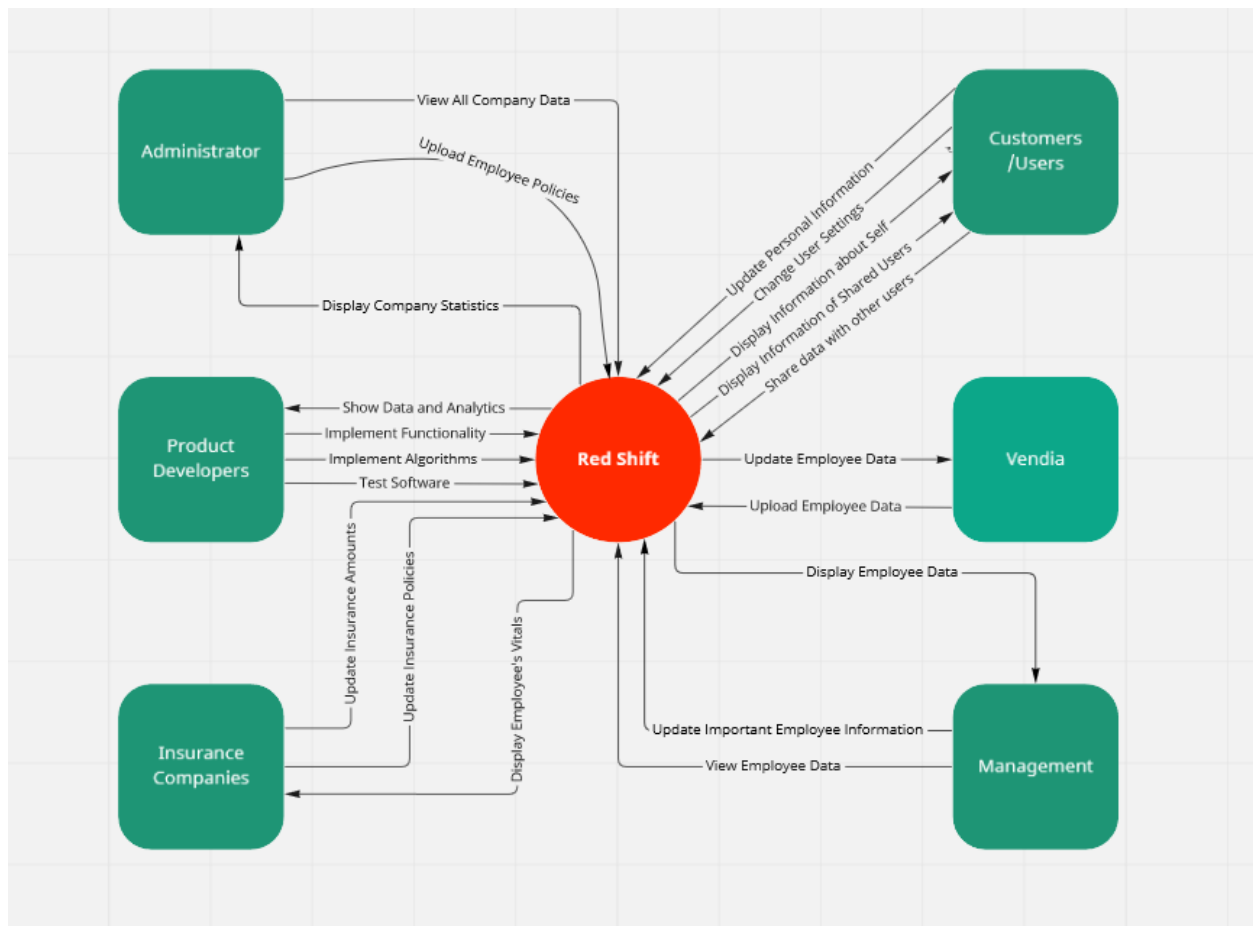 View All Company Data
Administrator
Upload Employee Policies
Customers
/Users
Update Personal Information
Change User Settings
Display Information about Self
Display Information of Shared Users
Share data with other users
Display Company Statistics
Show Data and Analytics
Implement Functionality
Product
Developers
Implement Algorithms
Test Software
Red Shift
Update Employee Data
Vendia
Upload Employee Data
Display Employee Data
Update Insurance Amounts
Update Insurance Policies
Display Employee's Vitals
Insurance
Companies
Update Important Employee Information
View Employee Data
Management